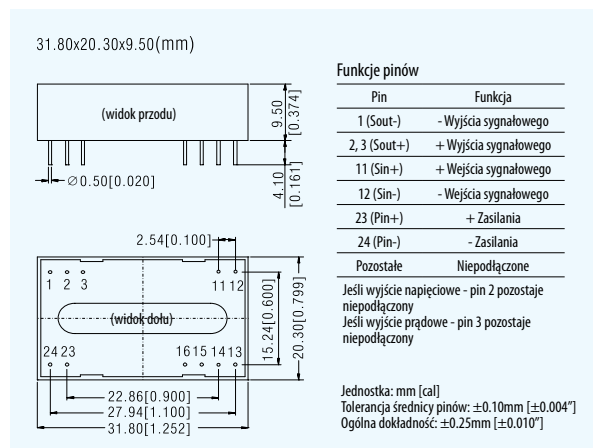 31.80x20.30x9.50(mm)
(widok przodu)
9.50
[0.374]
4.10
[0.161]
Ø0.50[0.020]
2.54[0.100]
1 2 3 11 12
(widok dołu)
24 23 16 15 14 13
15.24[0.600]
20.30[0.799]
22.86[0.900]
27.94[1.100]
31.80[1.252]
Funkcje pinów
Pin Funkcja
1 (Sout-) - Wyjścia sygnałowego
2, 3 (Sout+) + Wyjścia sygnałowego
11 (Sin+) + Wejścia sygnałowego
12 (Sin-) - Wejścia sygnałowego
23 (Pin+) + Zasilania
24 (Pin-) - Zasilania
Pozostałe Niepodłączone
Jeśli wyjście napięciowe - pin 2 pozostaje
niepodłączony
Jeśli wyjście prądowe - pin 3 pozostaje
niepodłączony
Jednostka: mm [cal]
Tolerancja średnicy pinów: ±0.10mm [±0.004”]
Ogólna dokładność: ±0.25mm [±0.010”]